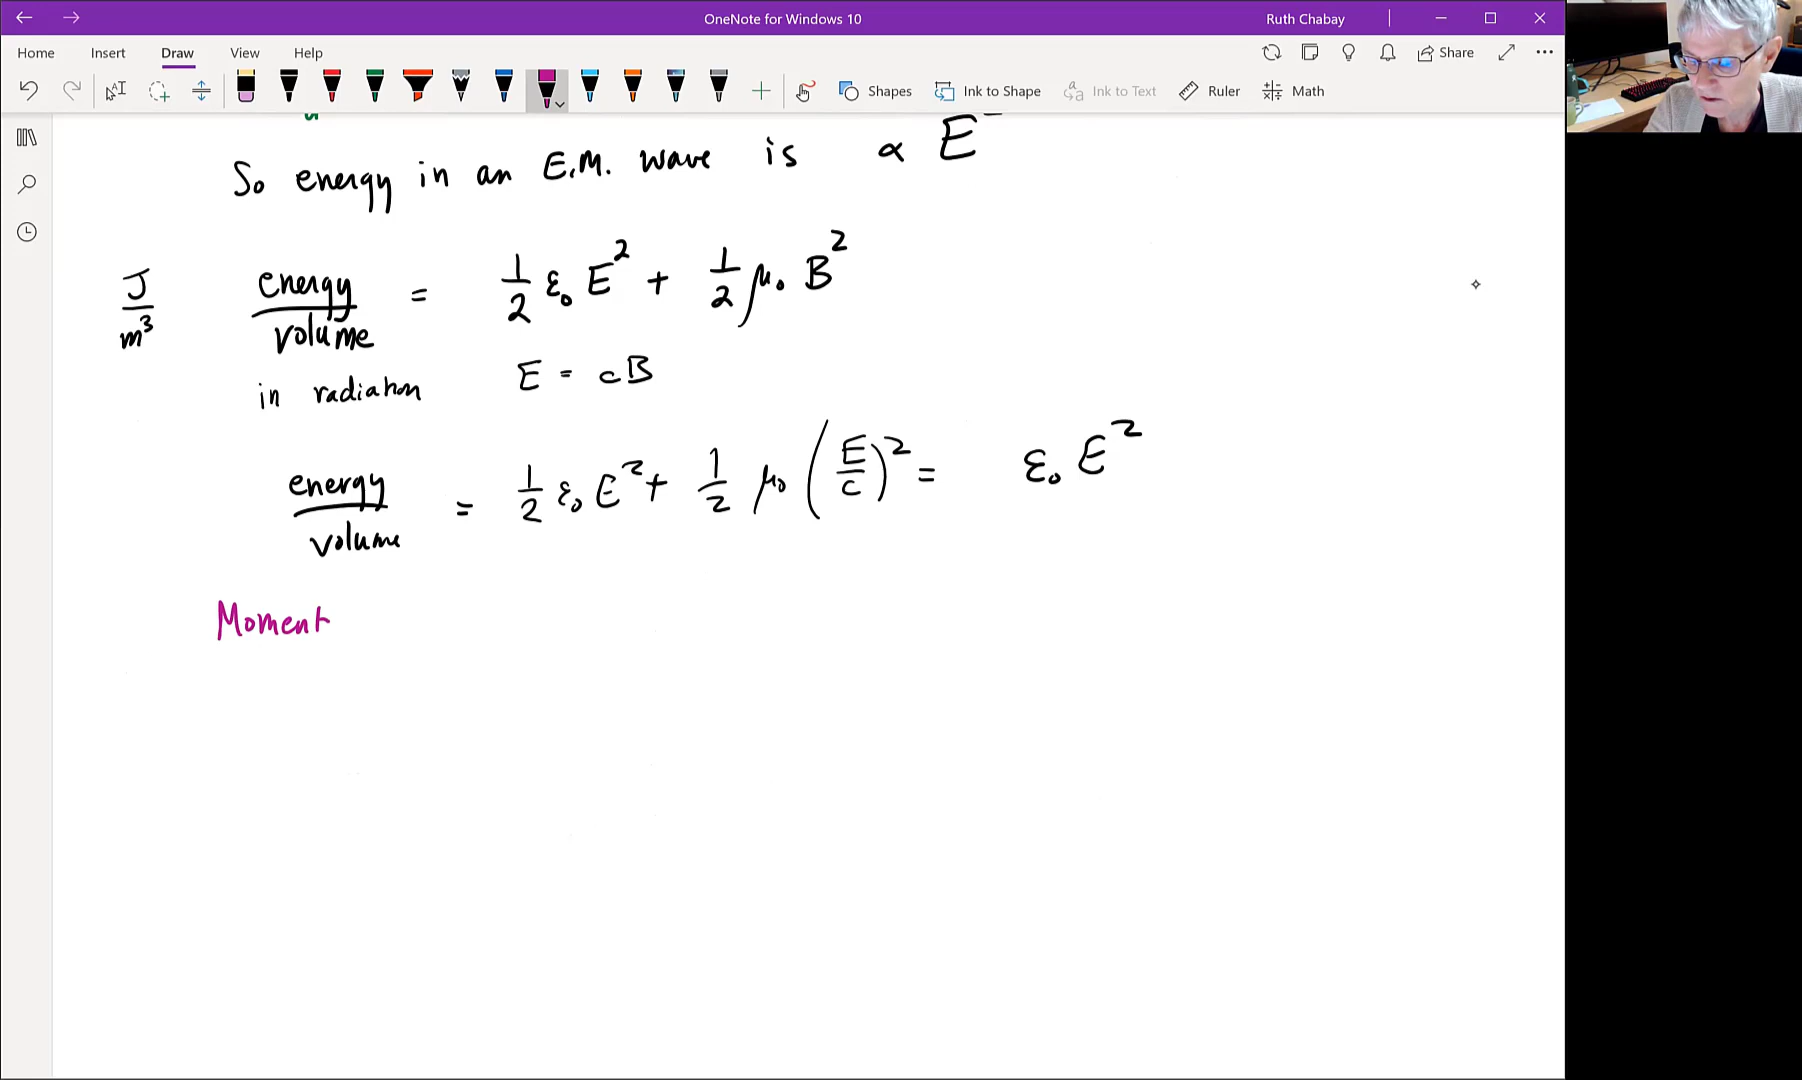 OneNote for Windows 10
Ruth Chabay
Home Insert Draw View Help
Share
Shapes Ink to Shape Ink to Text Ruler Math
So energy in an E.M. wave is ∝ E
J/m³ energy/volume = 1/2 ε₀ E² + 1/2 μ₀ B²
in radiation E = cB
energy/volume = 1/2 ε₀ E² + 1/2 μ₀ (E/c)² = ε₀ E²
Moment